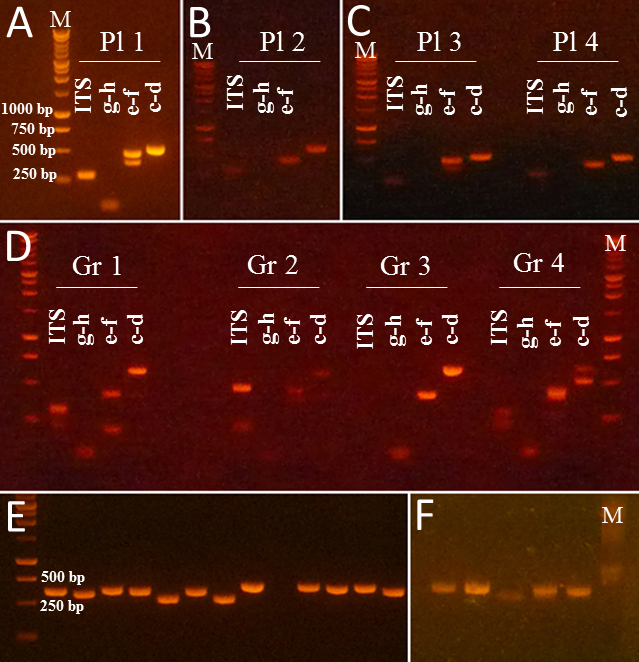 A
M
Pl 1
ITS
g-h
e-f
c-d
1000 bp
750 bp
500 bp
250 bp
B
M
Pl 2
ITS
g-h
e-f
C
M
Pl 3
ITS
g-h
e-f
c-d
Pl 4
ITS
g-h
e-f
c-d
D
Gr 1
ITS
g-h
e-f
c-d
Gr 2
ITS
g-h
e-f
c-d
Gr 3
ITS
g-h
e-f
c-d
Gr 4
ITS
g-h
e-f
c-d
M
E
500 bp
250 bp
F
M